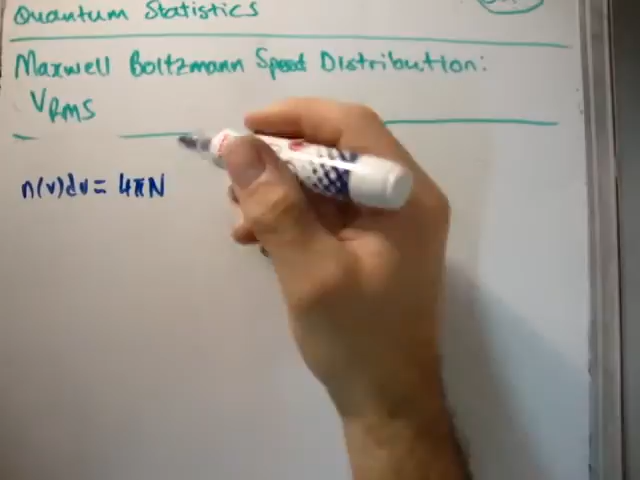 Quantum Statistics
Maxwell Boltzmann Speed Distribution:
VRMS
n(v)dv = 4πN